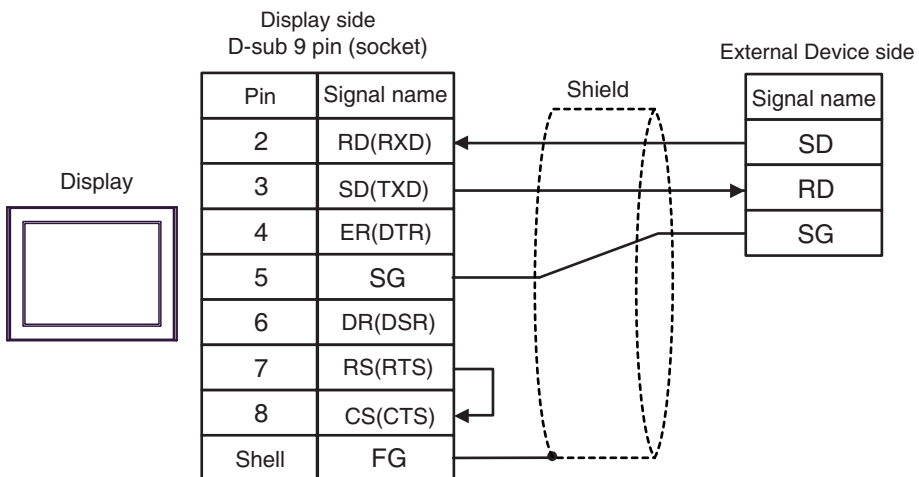 Display side
D-sub 9 pin (socket)
External Device side
Pin Signal name
Shield
Signal name
2 RD(RXD)
SD
Display
3 SD(TXD)
RD
4 ER(DTR)
SG
5 SG
6 DR(DSR)
7 RS(RTS)
8 CS(CTS)
Shell FG